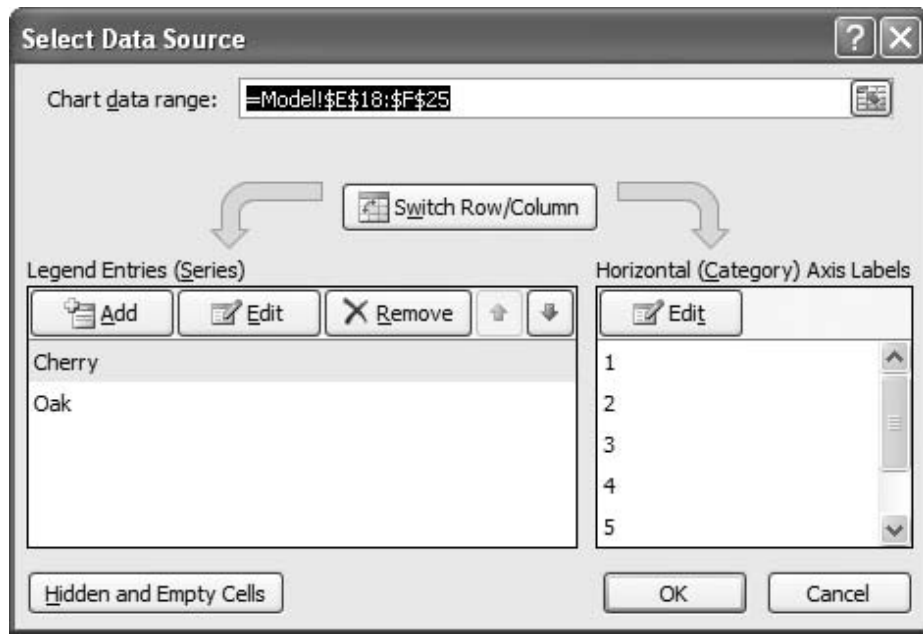 Select Data Source
Chart data range: =Model!$E$18:$F$25
Switch Row/Column
Legend Entries (Series)
Horizontal (Category) Axis Labels
Add Edit Remove
Edit
Cherry
Oak
1
2
3
4
5
Hidden and Empty Cells
OK Cancel